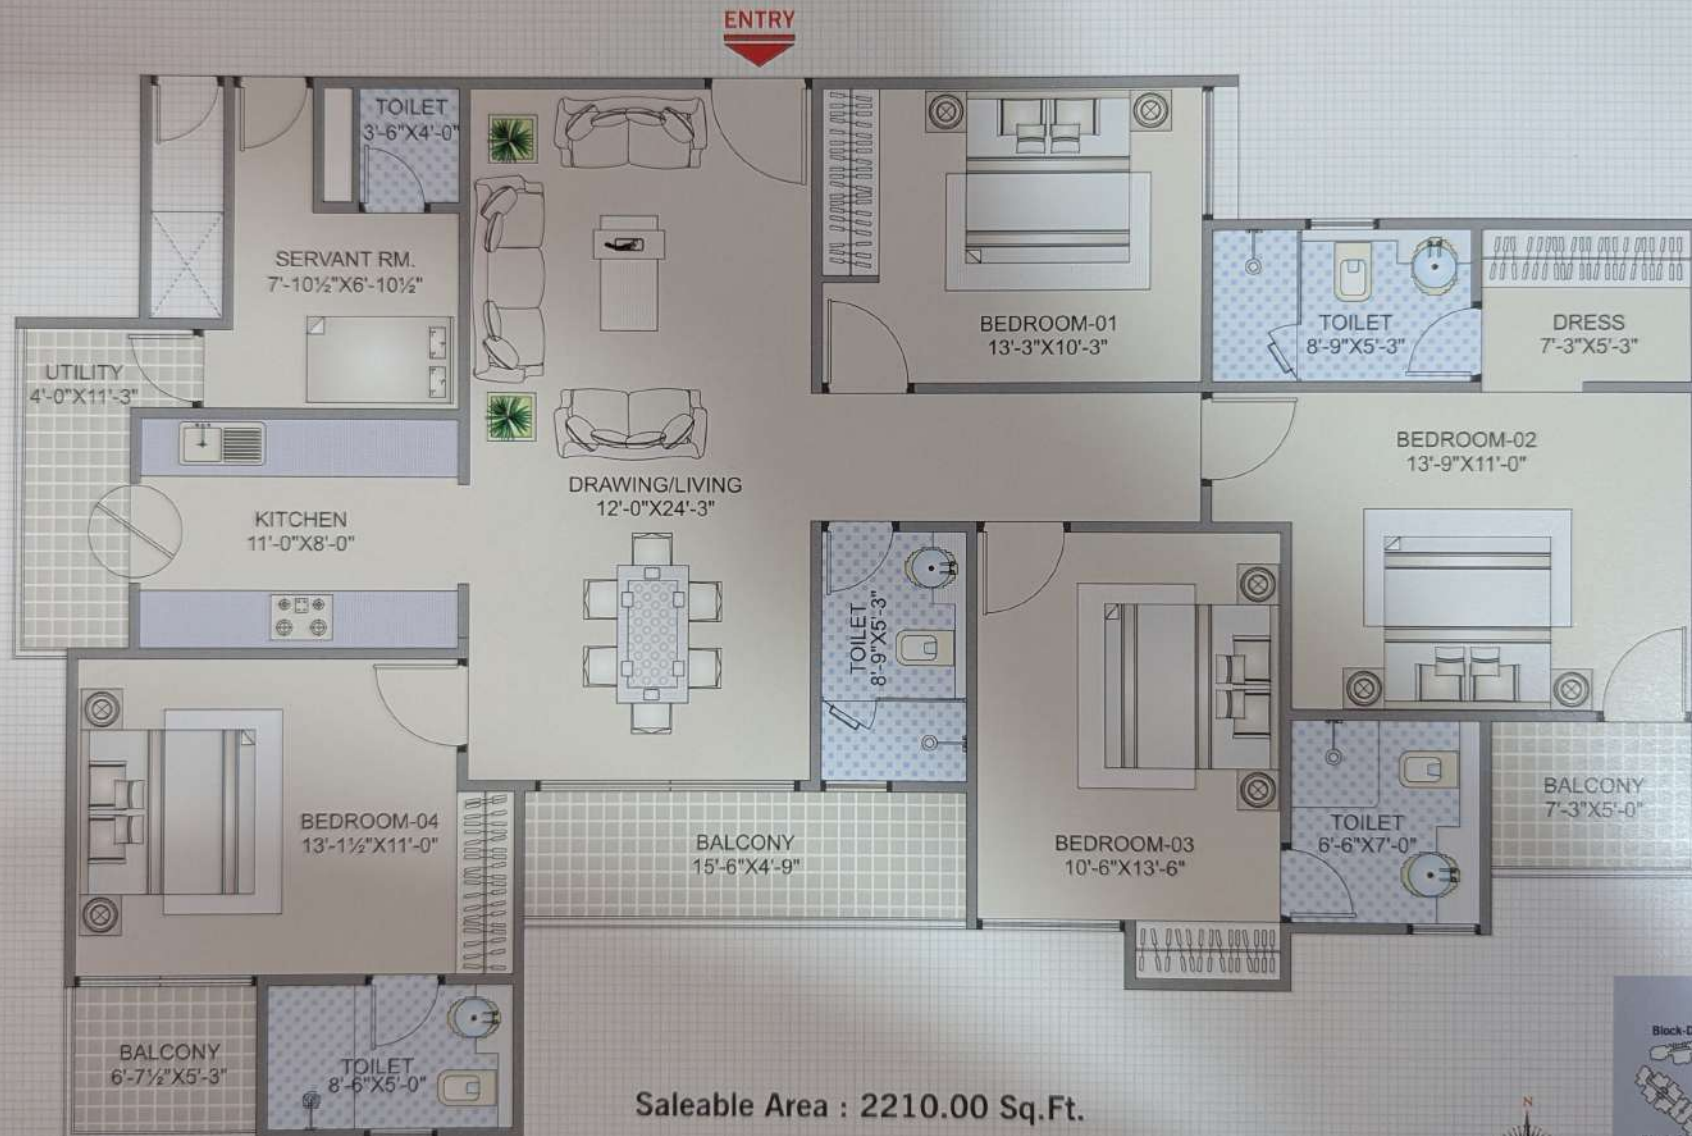 ENTRY
TOILET
3'-6"X4'-0"
SERVANT RM.
7'-10½"X6'-10½"
UTILITY
4'-0"X11'-3"
BEDROOM-01
13'-3"X10'-3"
TOILET
8'-9"X5'-3"
DRESS
7'-3"X5'-3"
BEDROOM-02
13'-9"X11'-0"
DRAWING/LIVING
12'-0"X24'-3"
KITCHEN
11'-0"X8'-0"
TOILET
8'-9"X5'-3"
BEDROOM-04
13'-1½"X11'-0"
BALCONY
15'-6"X4'-9"
BEDROOM-03
10'-6"X13'-6"
TOILET
6'-6"X7'-0"
BALCONY
7'-3"X5'-0"
BALCONY
6'-7½"X5'-3"
TOILET
8'-6"X5'-0"
Saleable Area : 2210.00 Sq.Ft.
Block-D
N